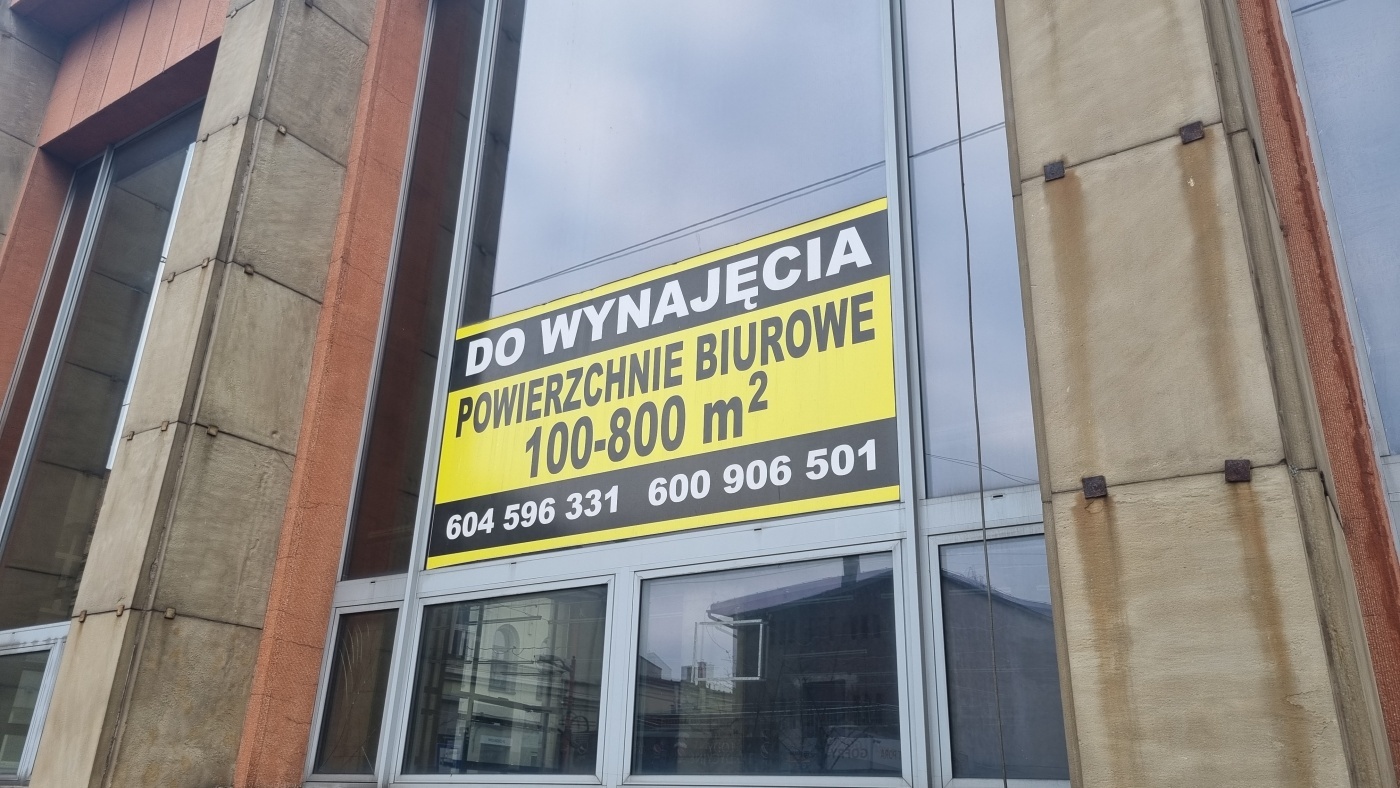 DO WYNAJĘCIA
POWIERZCHNIE BIUROWE
100-800 m²
604 596 331 600 906 501